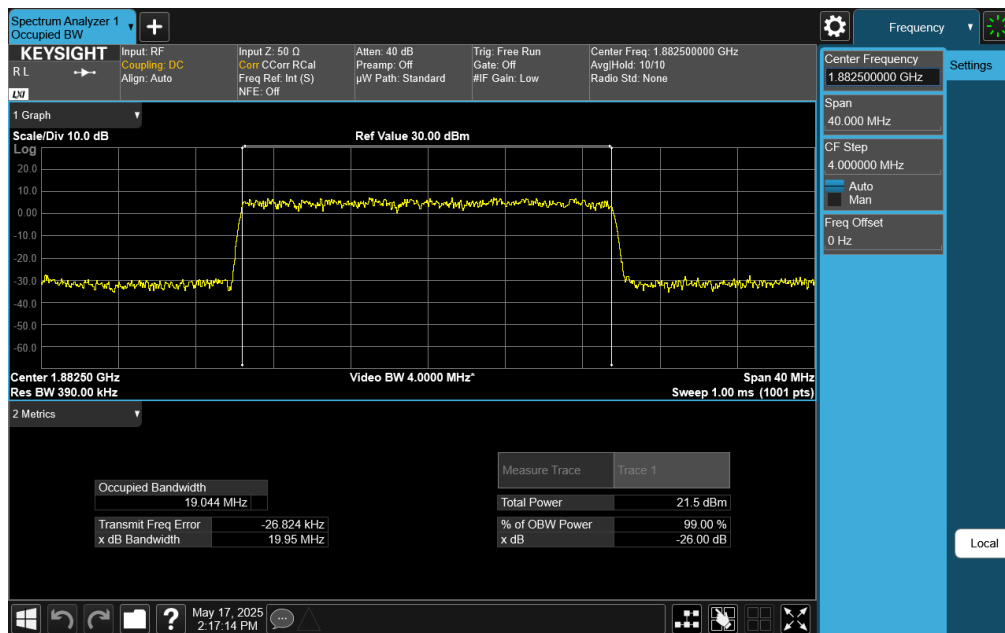 Spectrum Analyzer 1
Occupied BW
Frequency
KEYSIGHT
R L
LXI
Input: RF
Coupling: DC
Align: Auto
Input Z: 50 Ω
Corr CCorr RCal
Freq Ref: Int (S)
NFE: Off
Atten: 40 dB
Preamp: Off
µW Path: Standard
Trig: Free Run
Gate: Off
#IF Gain: Low
Center Freq: 1.882500000 GHz
Avg|Hold: 10/10
Radio Std: None
Center Frequency
1.882500000 GHz
Settings
Span
40.000 MHz
CF Step
4.000000 MHz
Auto
Man
Freq Offset
0 Hz
Local
1 Graph
Scale/Div 10.0 dB
Ref Value 30.00 dBm
Log
20.0
10.0
0.00
-10.0
-20.0
-30.0
-40.0
-50.0
-60.0
Center 1.88250 GHz
Video BW 4.0000 MHz*
Span 40 MHz
Res BW 390.00 kHz
Sweep 1.00 ms (1001 pts)
2 Metrics
Measure Trace Trace 1
Occupied Bandwidth
19.044 MHz
Total Power 21.5 dBm
Transmit Freq Error -26.824 kHz
% of OBW Power 99.00 %
x dB Bandwidth 19.95 MHz
x dB -26.00 dB
May 17, 2025
2:17:14 PM